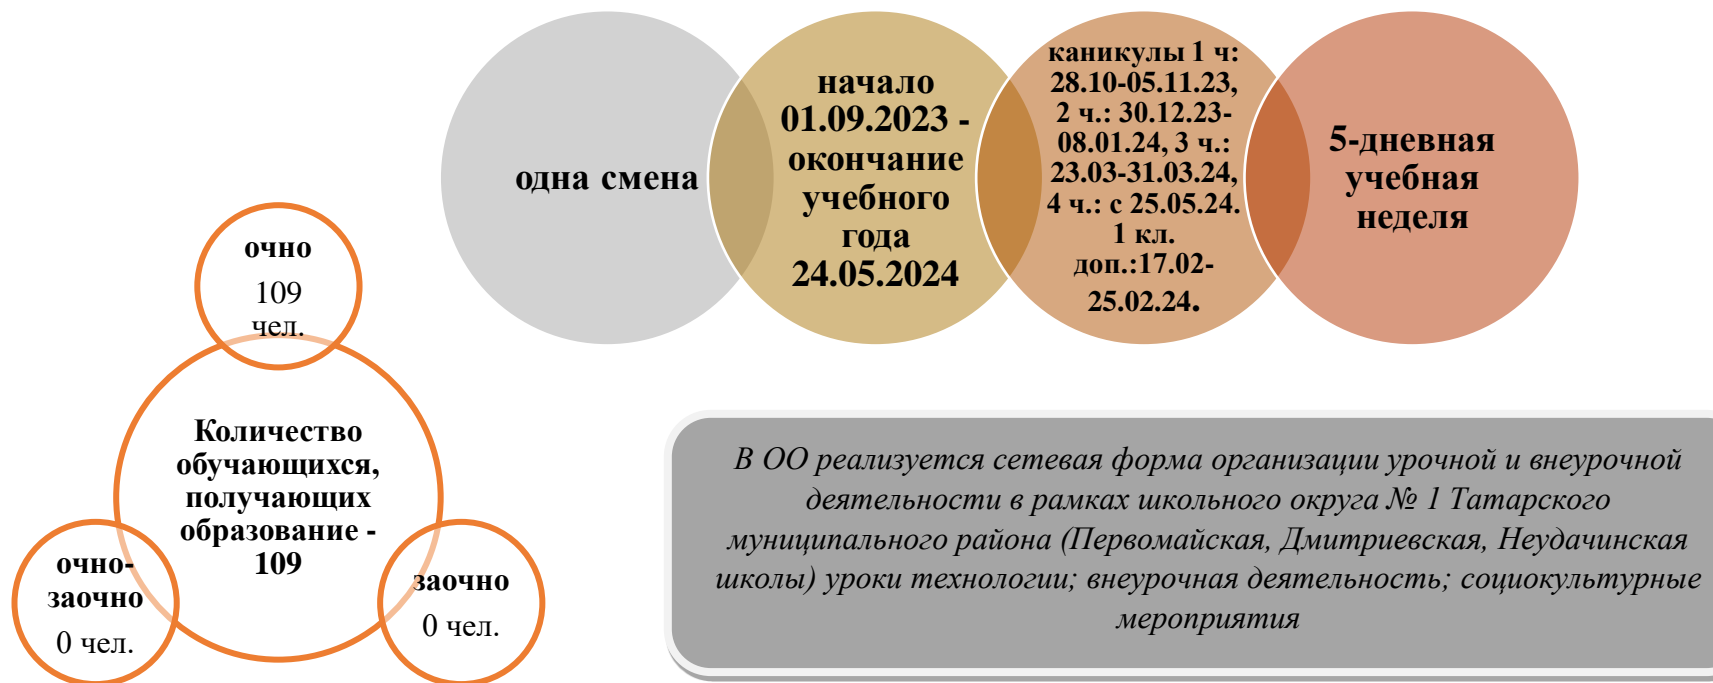 одна смена
начало
01.09.2023 -
окончание
учебного
года
24.05.2024
каникулы 1 ч:
28.10-05.11.23,
2 ч.: 30.12.23-
08.01.24, 3 ч.:
23.03-31.03.24,
4 ч.: с 25.05.24.
1 кл.
доп.:17.02-
25.02.24.
5-дневная
учебная
неделя
очно
109
чел.
Количество
обучающихся,
получающих
образование -
109
очно-
заочно
0 чел.
заочно
0 чел.
В ОО реализуется сетевая форма организации урочной и внеурочной
деятельности в рамках школьного округа № 1 Татарского
муниципального района (Первомайская, Дмитриевская, Неудачинская
школы) уроки технологии; внеурочная деятельность; социокультурные
мероприятия